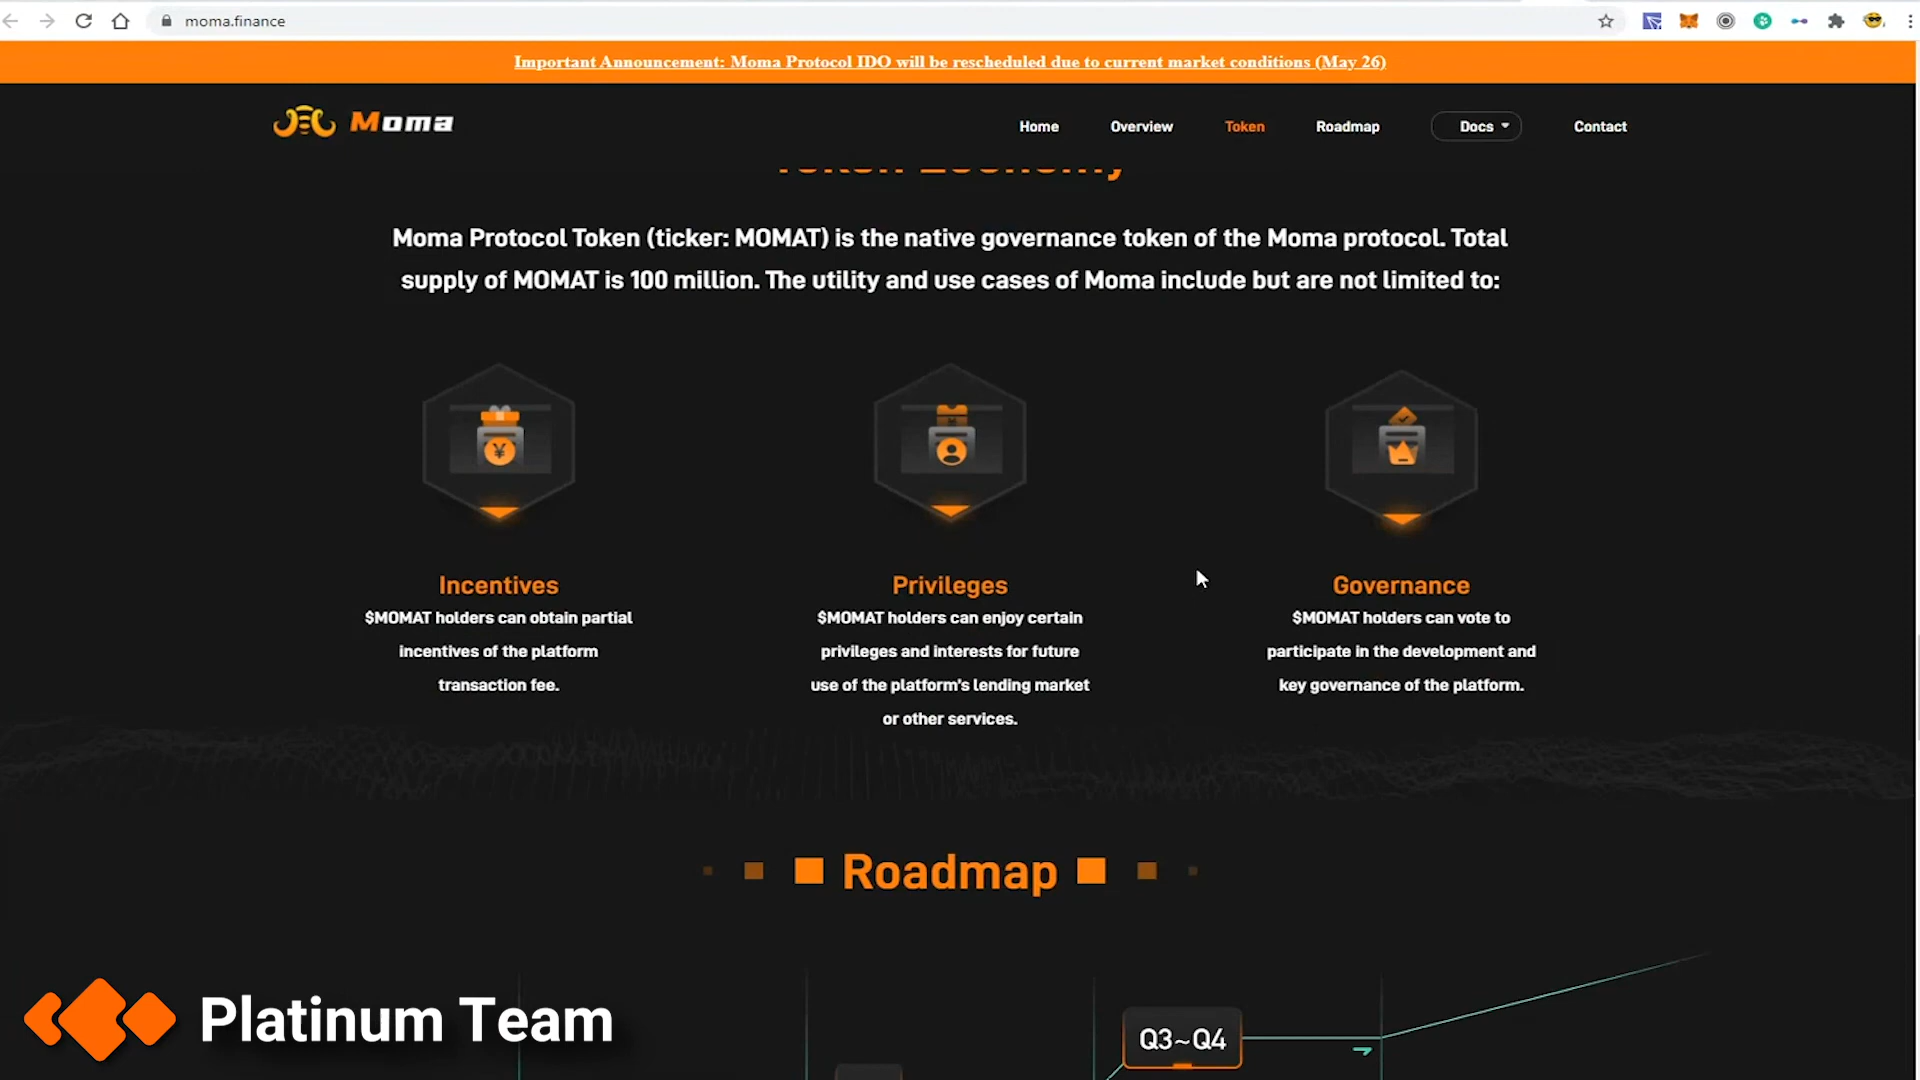 moma.finance
Important Announcement: Moma Protocol IDO will be rescheduled due to current market conditions (May 26)
Moma
Home Overview Token Roadmap Docs Contact
Token Economy
Moma Protocol Token (ticker: MOMAT) is the native governance token of the Moma protocol. Total
supply of MOMAT is 100 million. The utility and use cases of Moma include but are not limited to:
¥
Incentives
$MOMAT holders can obtain partial
incentives of the platform
transaction fee.
Privileges
$MOMAT holders can enjoy certain
privileges and interests for future
use of the platform's lending market
or other services.
Governance
$MOMAT holders can vote to
participate in the development and
key governance of the platform.
Roadmap
Q3~Q4
Platinum Team